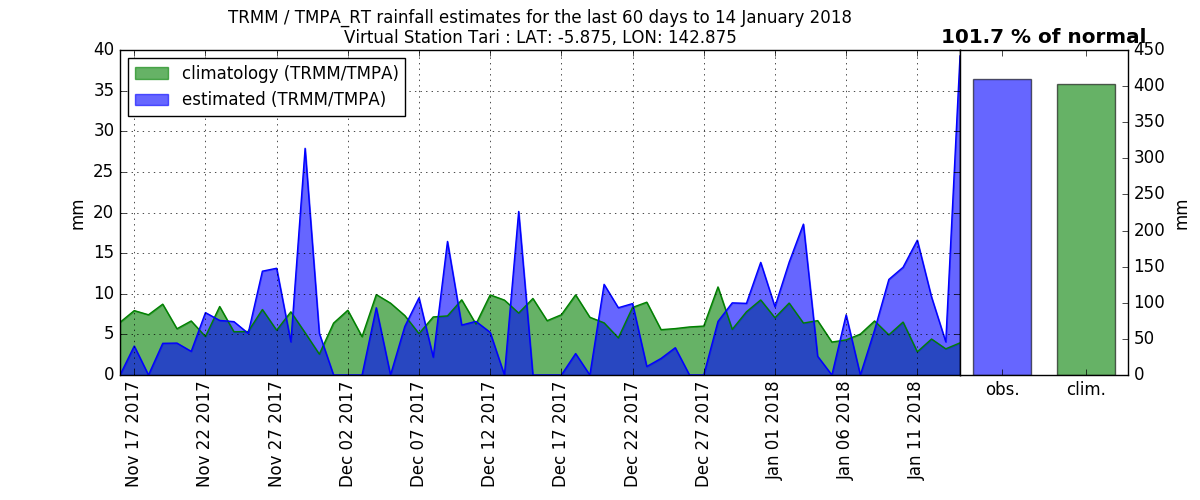 TRMM / TMPA_RT rainfall estimates for the last 60 days to 14 January 2018
Virtual Station Tari : LAT: -5.875, LON: 142.875
101.7 % of normal
climatology (TRMM/TMPA)
estimated (TRMM/TMPA)
40
35
30
25
20
15
10
5
0
mm
Nov 17 2017
Nov 22 2017
Nov 27 2017
Dec 02 2017
Dec 07 2017
Dec 12 2017
Dec 17 2017
Dec 22 2017
Dec 27 2017
Jan 01 2018
Jan 06 2018
Jan 11 2018
obs.
clim.
450
400
350
300
250
200
150
100
50
0
mm